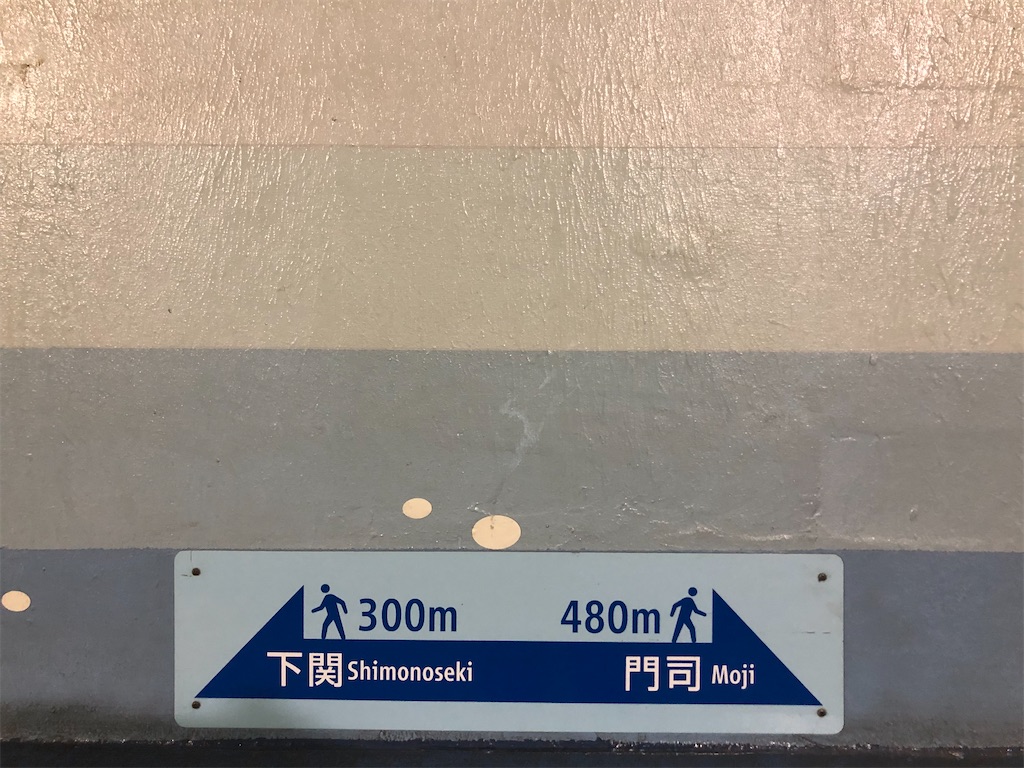 300m 480m
下関 Shimonoseki 門司 Moji